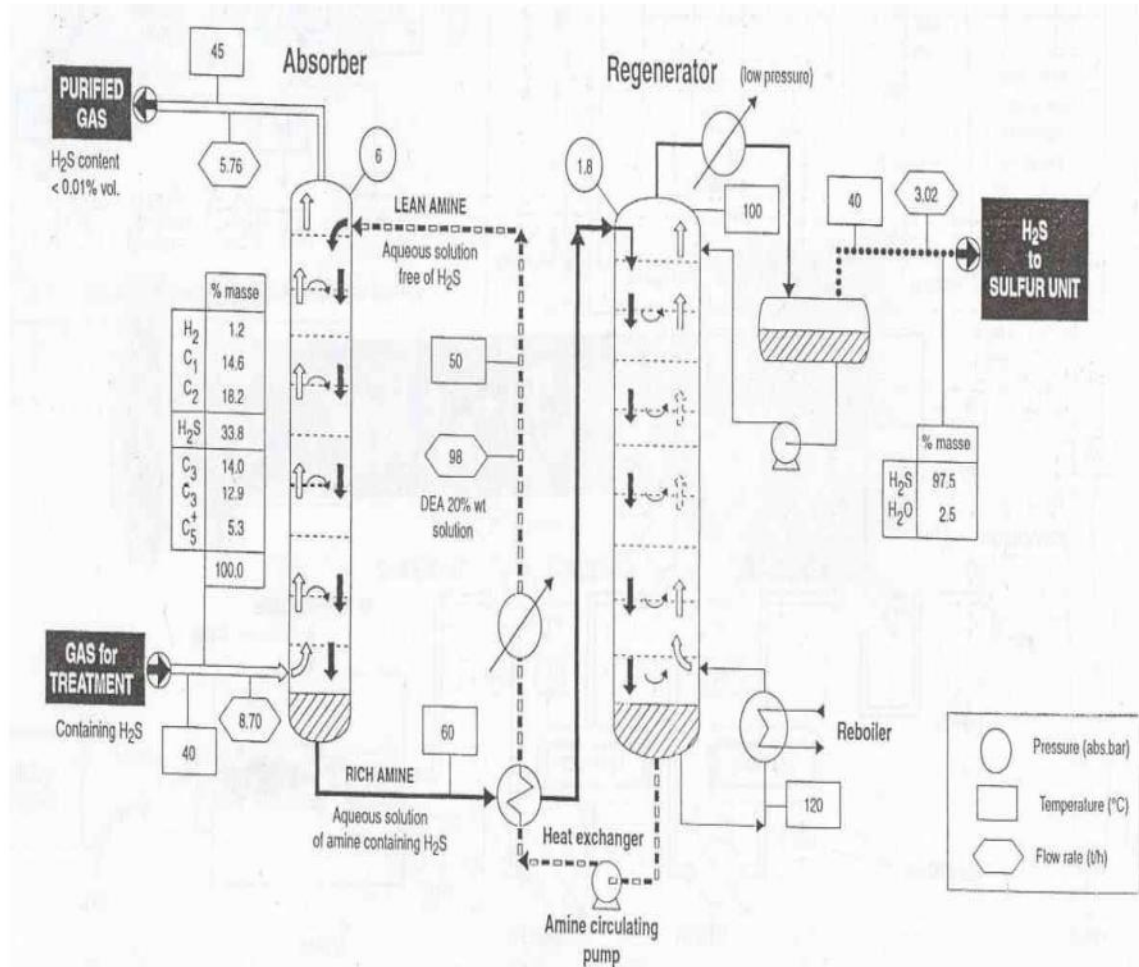 Absorber
Regenerator
(low pressure)
45
PURIFIED
GAS
H2S content
< 0.01% vol.
5.76
6
LEAN AMINE
Aqueous solution
free of H2S
1.8
100
40
3.02
H2S
to
SULFUR UNIT
% masse
H2 1.2
C1 14.6
C2 18.2
H2S 33.8
C3 14.0
C3 12.9
C5+ 5.3
100.0
50
98
DEA 20% wt
solution
% masse
H2S 97.5
H2O 2.5
GAS for
TREATMENT
Containing H2S
40
8.70
60
RICH AMINE
Aqueous solution
of amine containing H2S
Heat exchanger
Amine circulating
pump
Reboiler
120
Pressure (abs.bar)
Temperature (°C)
Flow rate (t/h)